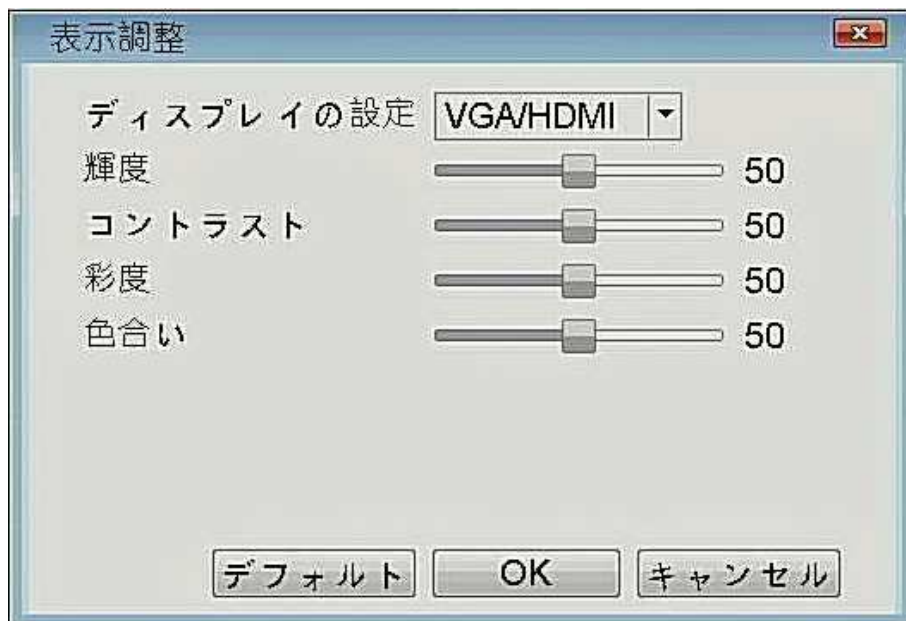 表示調整
ディスプレイの設定 VGA/HDMI
輝度 50
コントラスト 50
彩度 50
色合い 50
デフォルト OK キャンセル